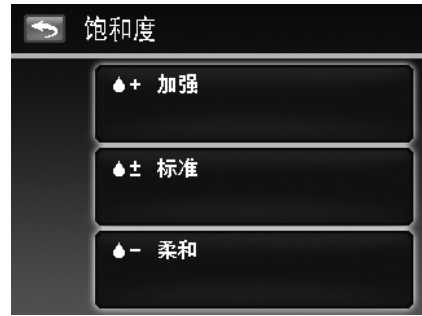 饱和度
+ 加强
± 标准
- 柔和